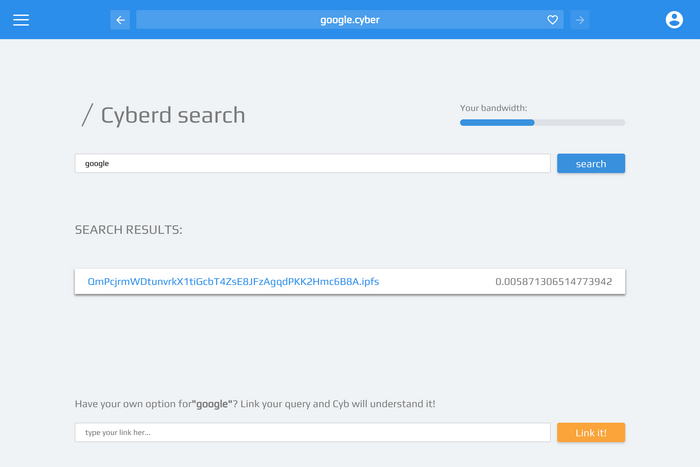 google.cyber
/ Cyberd search
Your bandwidth:
google
search
SEARCH RESULTS:
QmPcjrmWDtunvrkX1tiGcbT4ZsE8JFzAgqdPKK2Hmc6B8A.ipfs 0.005871306514773942
Have your own option for"google"? Link your query and Cyb will understand it!
type your link her...
Link it!